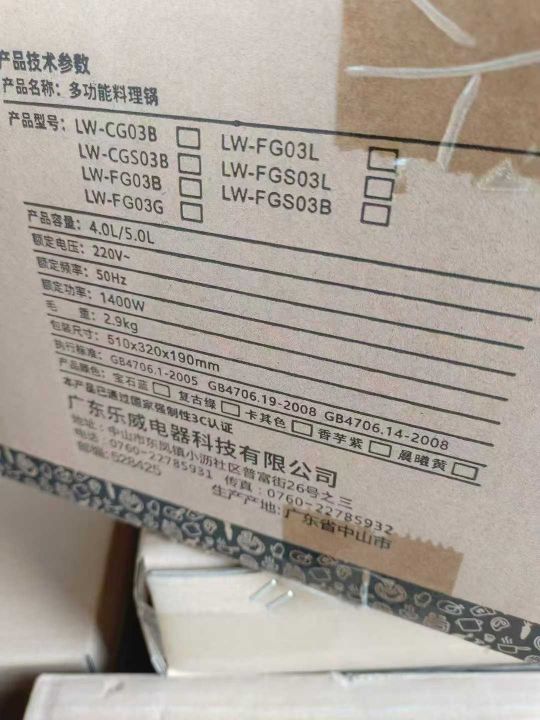 产品技术参数
产品名称：多功能料理锅
产品型号：LW-CG03B □ LW-FG03L □
LW-CGS03B □ LW-FGS03L □
LW-FG03B □ LW-FGS03B □
LW-FG03G □
产品容量：4.0L/5.0L
额定电压：220V~
额定频率：50Hz
额定功率：1400W
毛 重：2.9kg
包装尺寸：510x320x190mm
执行标准：GB4706.1-2005 GB4706.19-2008 GB4706.14-2008
产品颜色：宝石蓝□ 复古绿□ 卡其色□ 香芋紫□ 晨曦黄□
本产品已通过国家强制性3C认证
广东乐威电器科技有限公司
地址：中山市东凤镇小沥社区普富街26号之三
电话：0760-22785931 传真：0760-22785932
邮编：528425 生产产地：广东省中山市